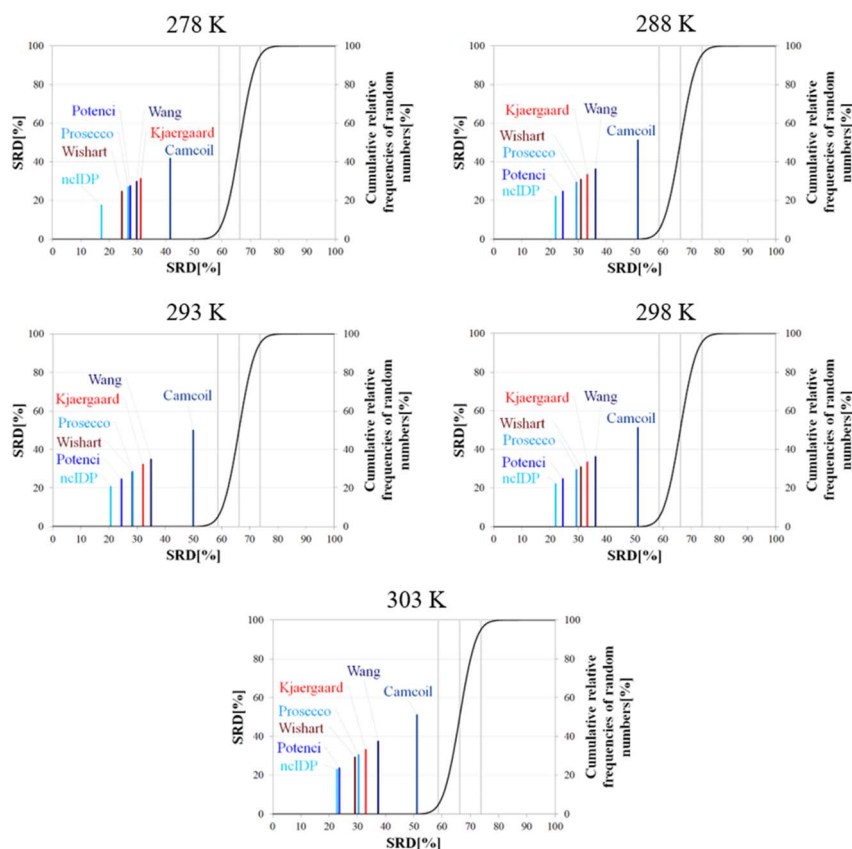 278 K
100
80
60
40
20
0
SRD[%]
Potenci
Wang
Prosecco
Kjaergaard
Wishart
Camcoil
ncIDP
100
80
60
40
20
0
Cumulative relative
frequencies of random
numbers[%]
0 10 20 30 40 50 60 70 80 90 100
SRD[%]
288 K
100
80
60
40
20
0
SRD[%]
Kjaergaard
Wang
Camcoil
Wishart
Prosecco
Potenci
ncIDP
100
80
60
40
20
0
Cumulative relative
frequencies of random
numbers[%]
0 10 20 30 40 50 60 70 80 90 100
SRD[%]
293 K
100
80
60
40
20
0
SRD[%]
Wang
Kjaergaard
Camcoil
Prosecco
Wishart
Potenci
ncIDP
100
80
60
40
20
0
Cumulative relative
frequencies of random
numbers[%]
0 10 20 30 40 50 60 70 80 90 100
SRD[%]
298 K
100
80
60
40
20
0
SRD[%]
Kjaergaard
Wang
Camcoil
Wishart
Prosecco
Potenci
ncIDP
100
80
60
40
20
0
Cumulative relative
frequencies of random
numbers[%]
0 10 20 30 40 50 60 70 80 90 100
SRD[%]
303 K
100
80
60
40
20
0
SRD[%]
Wang
Kjaergaard
Camcoil
Prosecco
Wishart
Potenci
ncIDP
100
80
60
40
20
0
Cumulative relative
frequencies of random
numbers[%]
0 10 20 30 40 50 60 70 80 90 100
SRD[%]